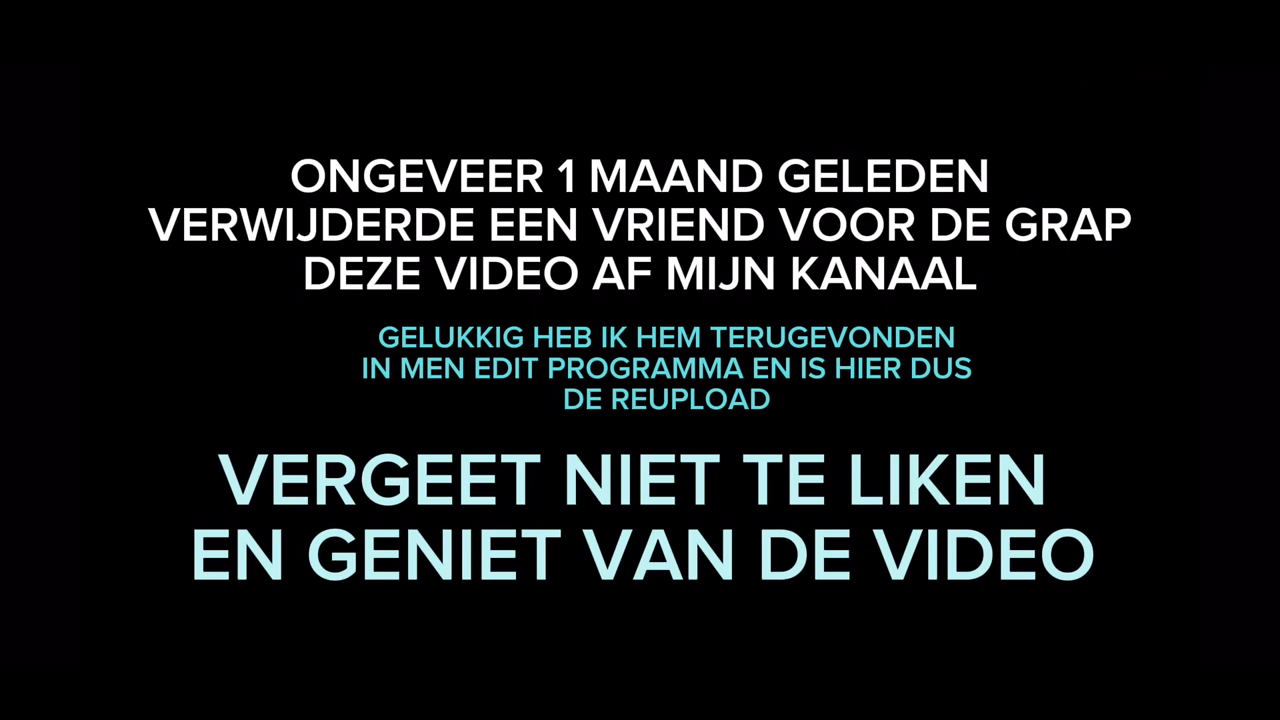 ONGEVEER 1 MAAND GELEDEN
VERWIJDERDE EEN VRIEND VOOR DE GRAP
DEZE VIDEO AF MIJN KANAAL
GELUKKIG HEB IK HEM TERUGEVONDEN
IN MEN EDIT PROGRAMMA EN IS HIER DUS
DE REUPLOAD
VERGEET NIET TE LIKEN
EN GENIET VAN DE VIDEO